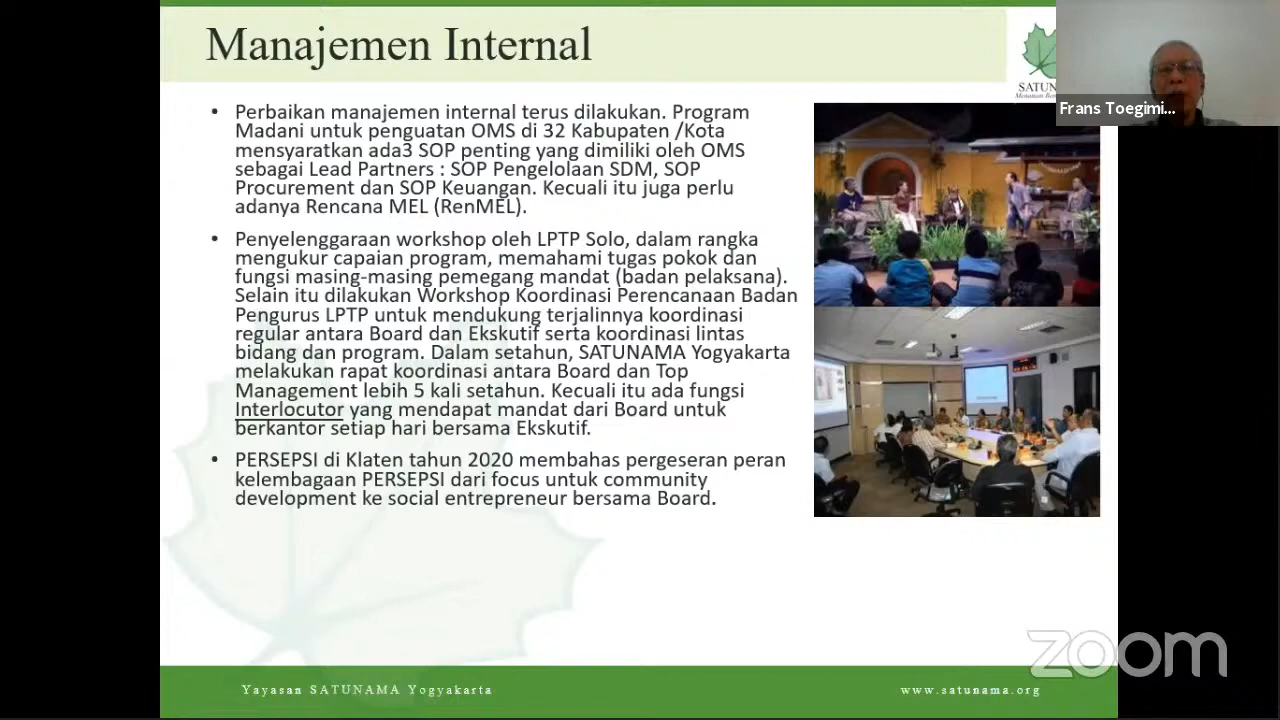 Manajemen Internal
SATUN
Frans Toegimi...
• Perbaikan manajemen internal terus dilakukan. Program
Madani untuk penguatan OMS di 32 Kabupaten /Kota
mensyaratkan ada3 SOP penting yang dimiliki oleh OMS
sebagai Lead Partners : SOP Pengelolaan SDM, SOP
Procurement dan SOP Keuangan. Kecuali itu juga perlu
adanya Rencana MEL (RenMEL).
• Penyelenggaraan workshop oleh LPTP Solo, dalam rangka
mengukur capaian program, memahami tugas pokok dan
fungsi masing-masing pemegang mandat (badan pelaksana).
Selain itu dilakukan Workshop Koordinasi Perencanaan Badan
Pengurus LPTP untuk mendukung terjalinnya koordinasi
regular antara Board dan Ekskutif serta koordinasi lintas
bidang dan program. Dalam setahun, SATUNAMA Yogyakarta
melakukan rapat koordinasi antara Board dan Top
Management lebih 5 kali setahun. Kecuali itu ada fungsi
Interlocutor yang mendapat mandat dari Board untuk
berkantor setiap hari bersama Ekskutif.
• PERSEPSI di Klaten tahun 2020 membahas pergeseran peran
kelembagaan PERSEPSI dari focus untuk community
development ke social entrepreneur bersama Board.
zoom
Yayasan SATUNAMA Yogyakarta
www.satunama.org